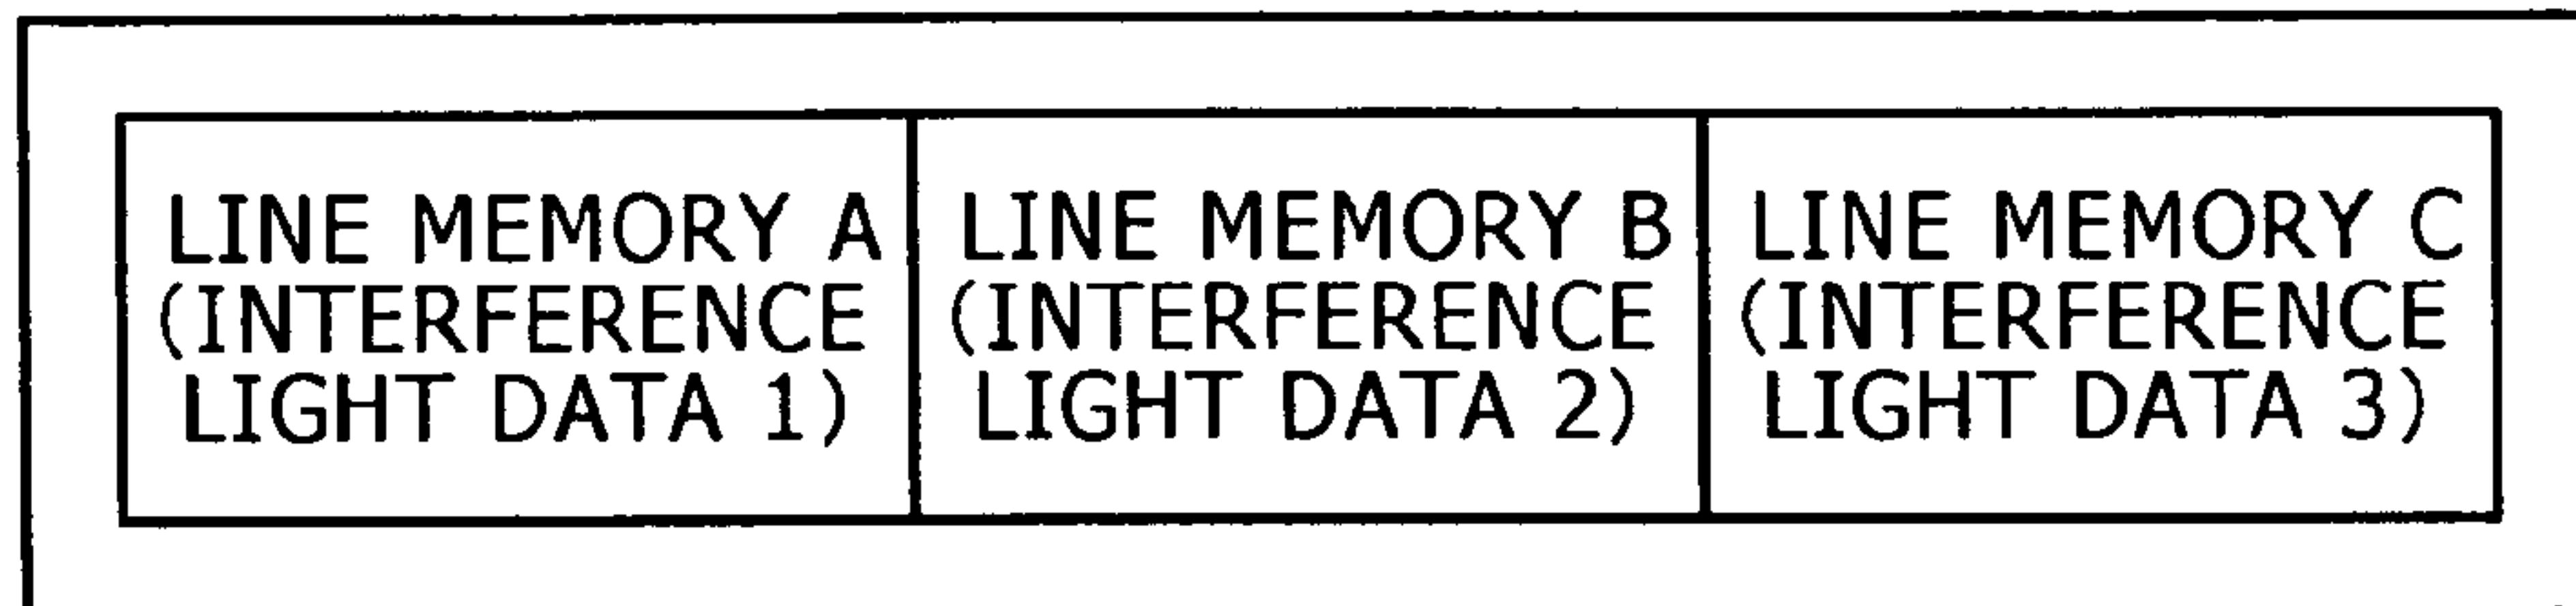 LINE MEMORY A
(INTERFERENCE
LIGHT DATA 1)
LINE MEMORY B
(INTERFERENCE
LIGHT DATA 2)
LINE MEMORY C
(INTERFERENCE
LIGHT DATA 3)